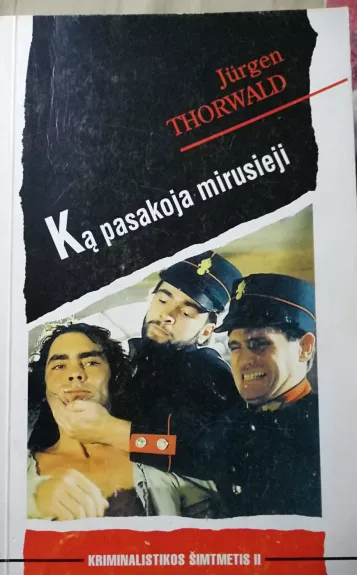 Jürgen
THORWALD
Ką pasakoja mirusieji
KRIMINALISTIKOS ŠIMTMETIS II